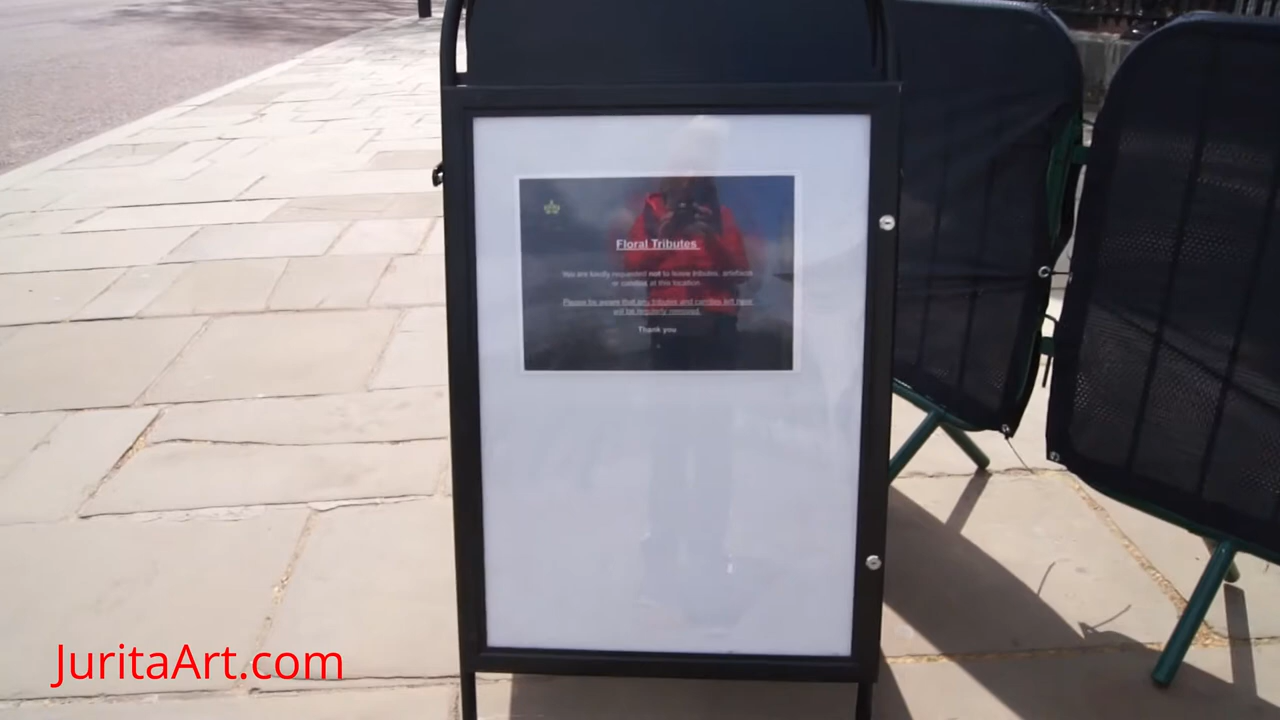 Floral Tributes
You are kindly requested not to leave tributes, artefacts
or candles at this location.
Please be aware that any tributes and candles left here
will be regularly removed.
Thank you
JuritaArt.com